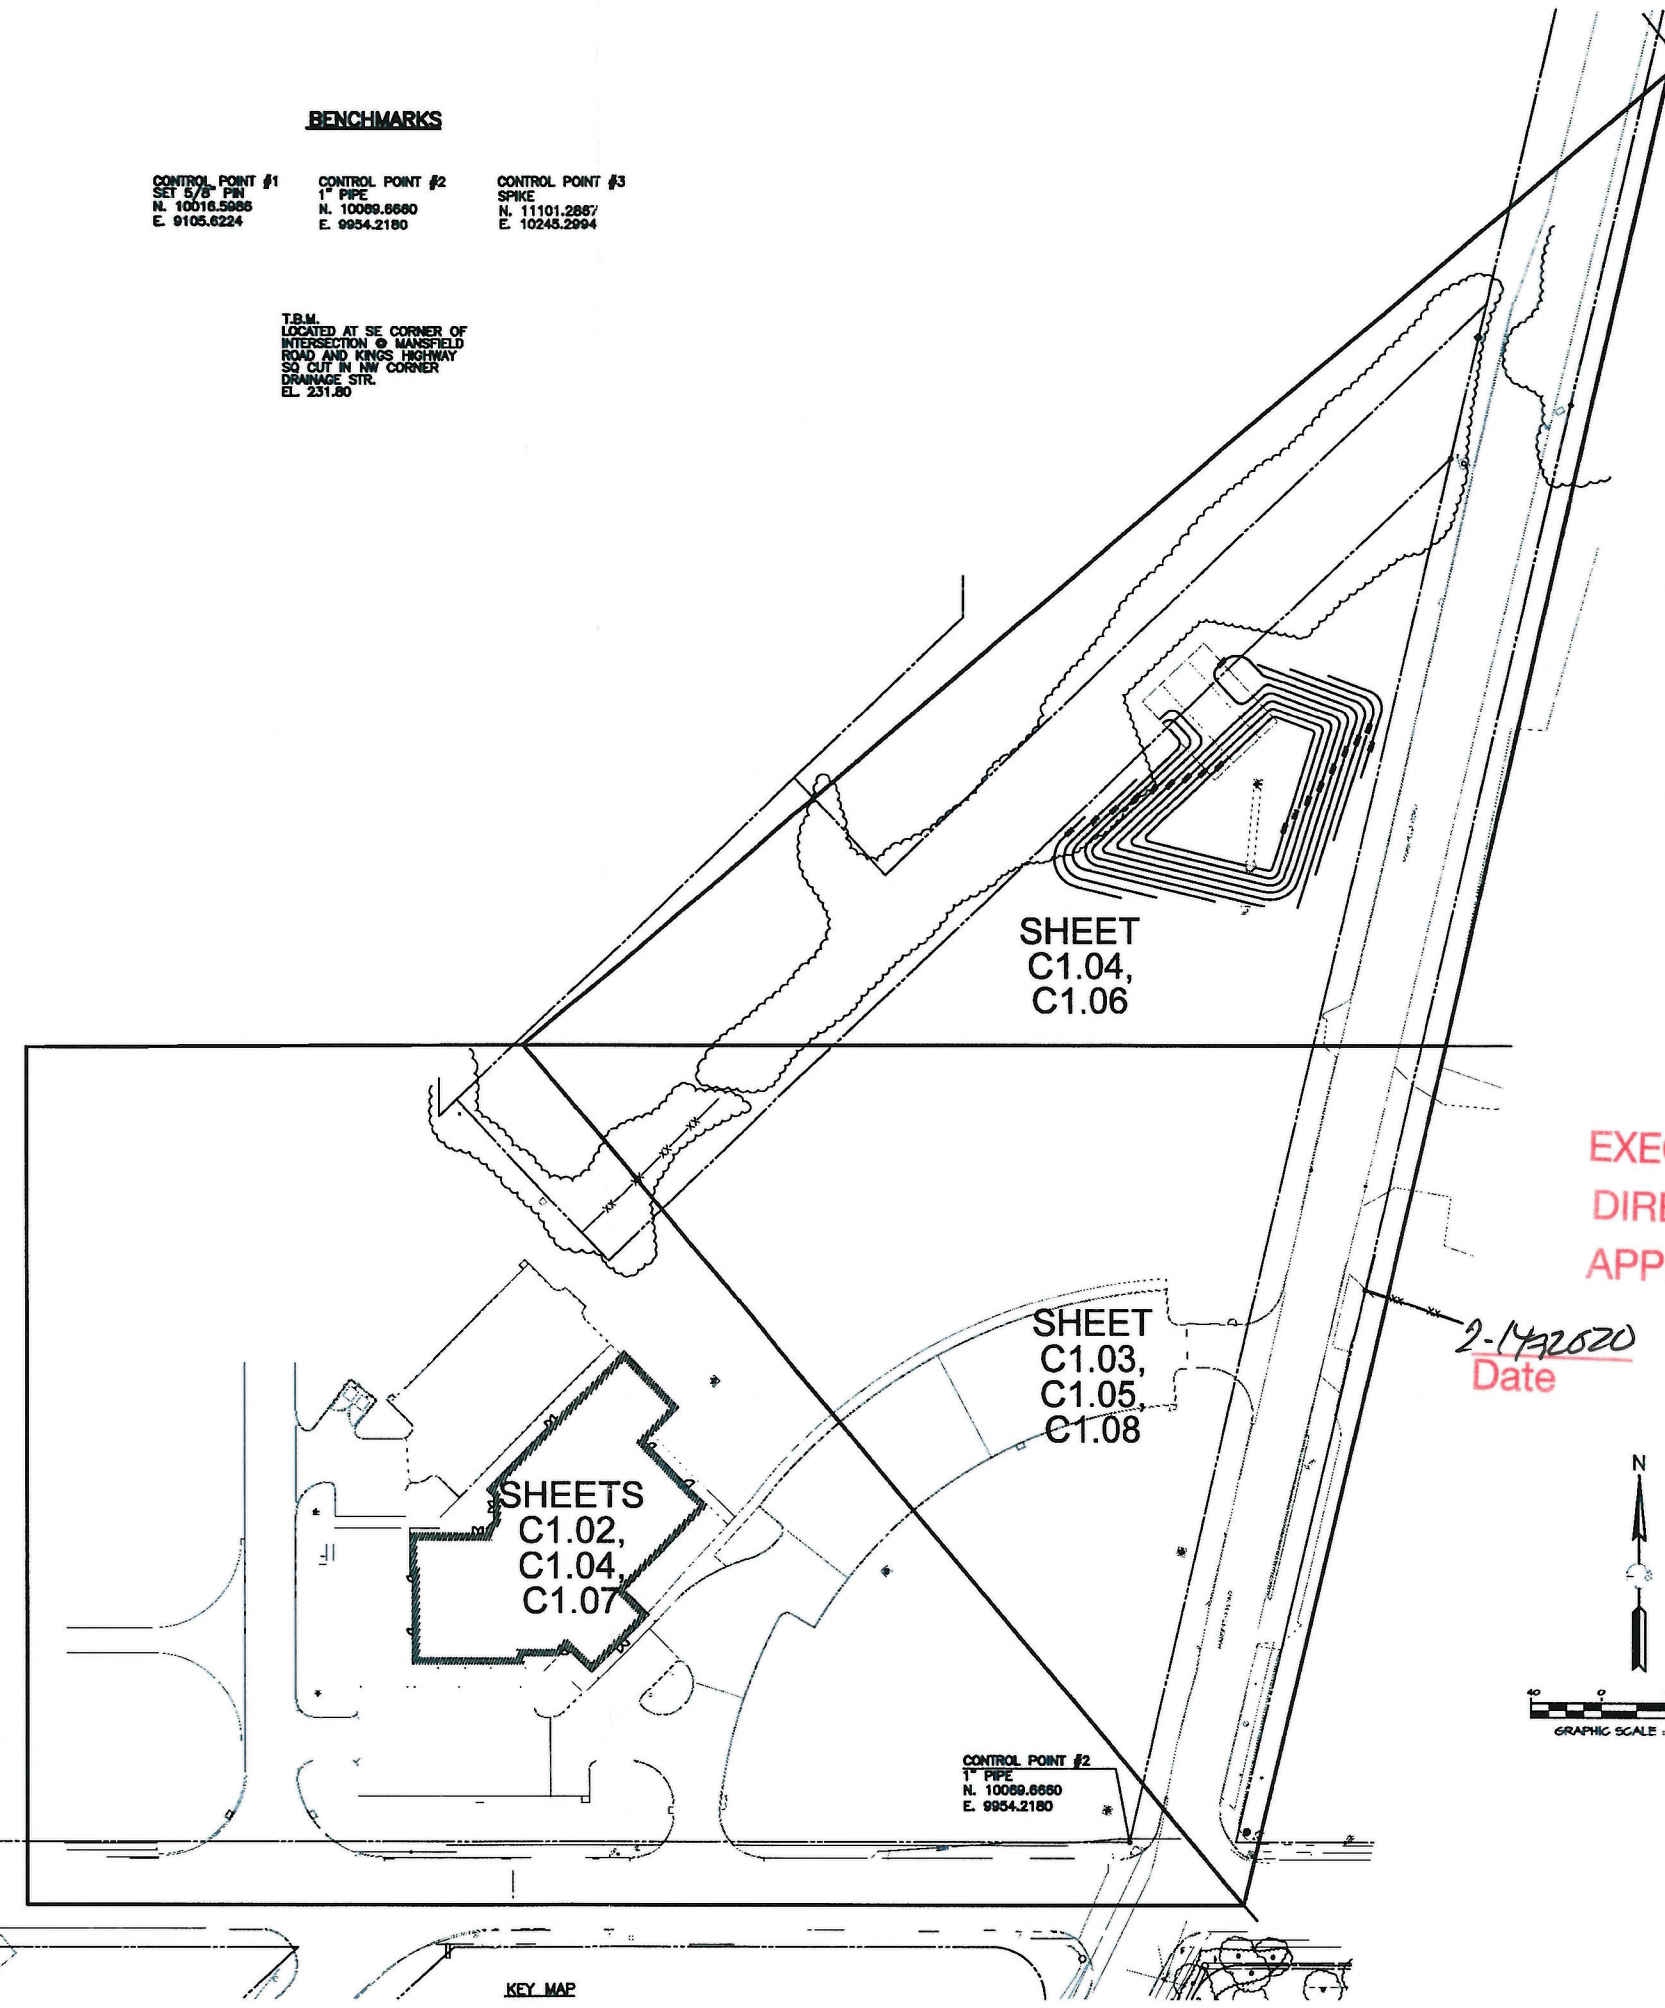 BENCHMARKS
CONTROL POINT #1
SET 5/8" PIN
N. 10016.5986
E. 9105.6224
CONTROL POINT #2
1" PIPE
N. 10069.6660
E. 9954.2180
CONTROL POINT #3
SPIKE
N. 11101.2867
E. 10245.2994
T.B.M.
LOCATED AT SE CORNER OF
INTERSECTION @ MANSFIELD
ROAD AND KINGS HIGHWAY
SQ CUT IN NW CORNER
DRAINAGE STR.
EL. 231.80
SHEET
C1.04,
C1.06
EXE
DIRE
APP
2-14-2020
Date
SHEET
C1.03,
C1.05,
C1.08
SHEETS
C1.02,
C1.04,
C1.07
N
40 0
GRAPHIC SCALE :
CONTROL POINT #2
1" PIPE
N. 10069.6660
E. 9954.2180
KEY MAP